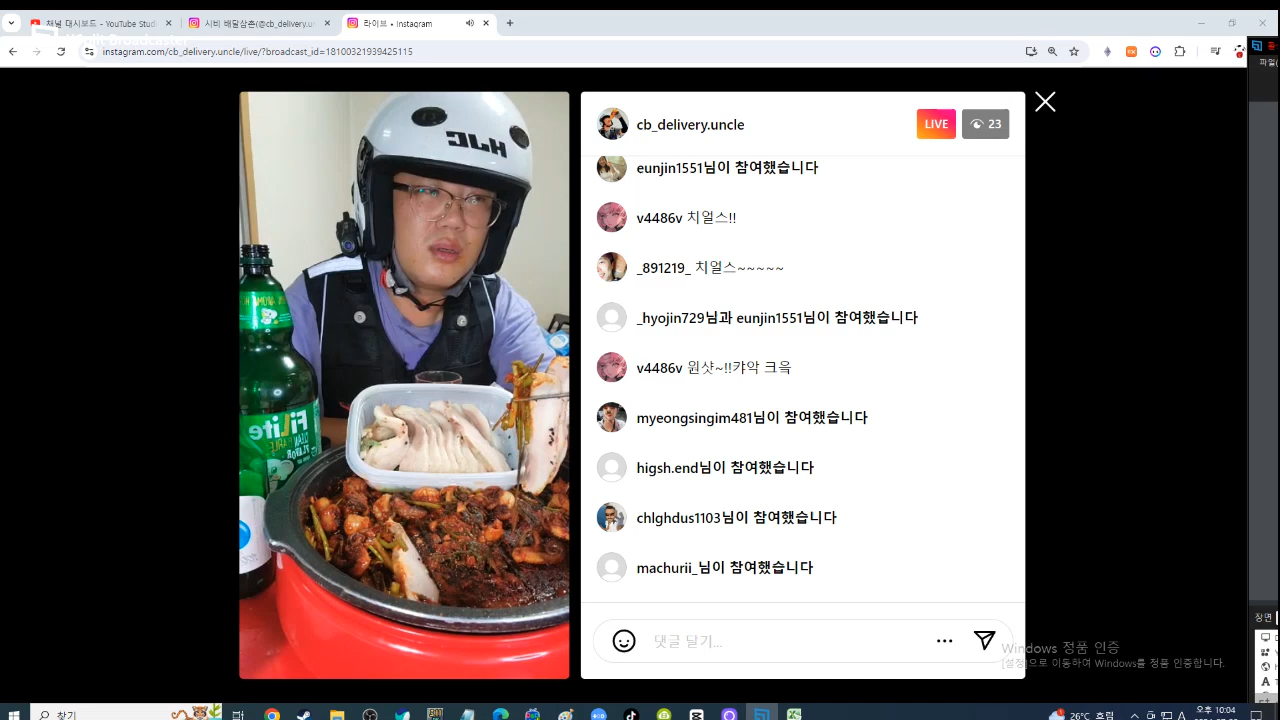 채널 대시보드 - YouTube Studi
시비 배달삼촌(@cb_delivery.un
라이브 • Instagram
instagram.com/cb_delivery.uncle/live/?broadcast_id=18100321939425115
파일(
cb_delivery.uncle
LIVE
23
eunjin1551님이 참여했습니다
v4486v 치얼스!!
_891219_ 치얼스~~~~~
_hyojin729님과 eunjin1551님이 참여했습니다
v4486v 원샷~!!캬악 크윽
myeongsingim481님이 참여했습니다
higsh.end님이 참여했습니다
chlghdus1103님이 참여했습니다
machurii_님이 참여했습니다
댓글 달기...
HJC
FiLite
CLEAN
FLAVOR
장면
Windows 정품 인증
[설정]으로 이동하여 Windows를 정품 인증합니다.
찾기
26°C 흐림
A
오후 10:04